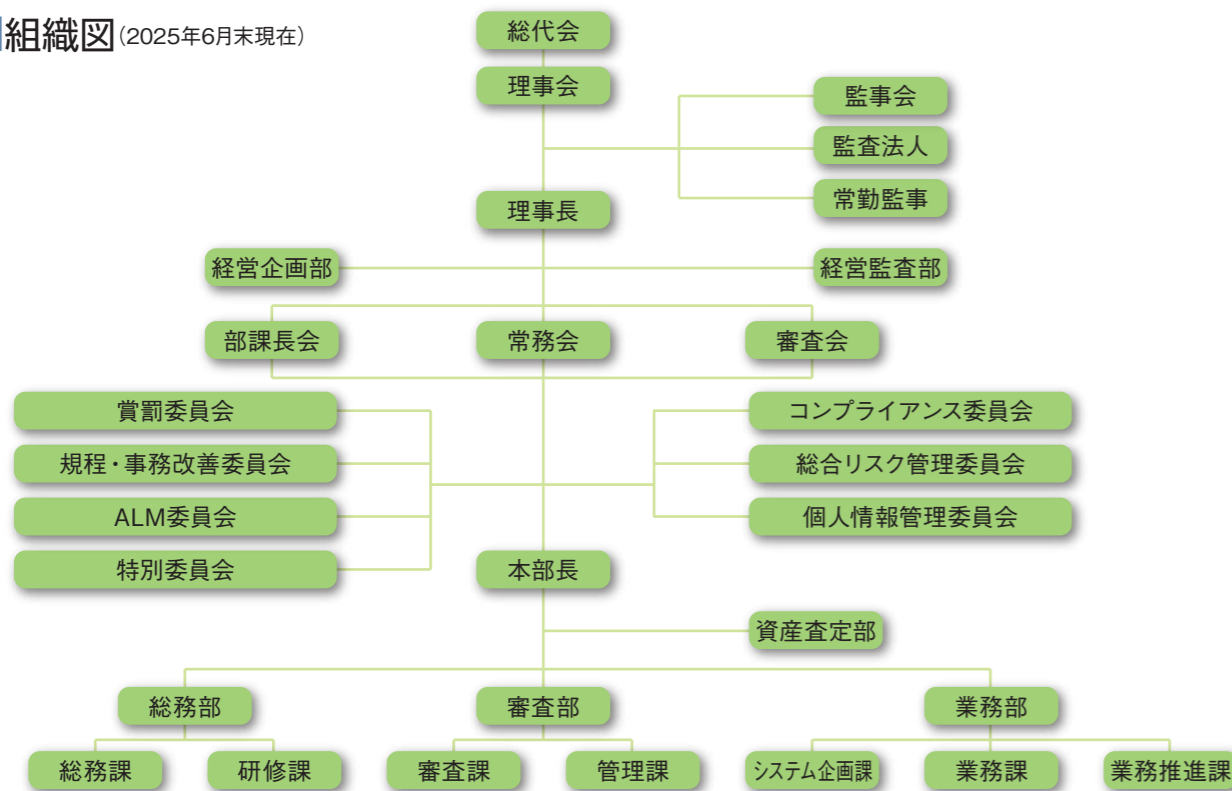 組織図(2025年6月末現在)
総代会
理事会
監事会
監査法人
常勤監事
理事長
経営企画部
経営監査部
部課長会
常務会
審査会
賞罰委員会
コンプライアンス委員会
規程・事務改善委員会
総合リスク管理委員会
ALM委員会
個人情報管理委員会
特別委員会
本部長
資産査定部
総務部
審査部
業務部
総務課
研修課
審査課
管理課
システム企画課
業務課
業務推進課